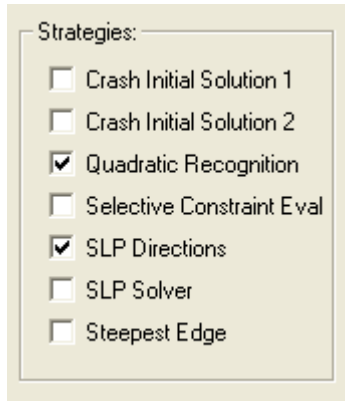 Strategies:
Crash Initial Solution 1
Crash Initial Solution 2
Quadratic Recognition
Selective Constraint Eval
SLP Directions
SLP Solver
Steepest Edge